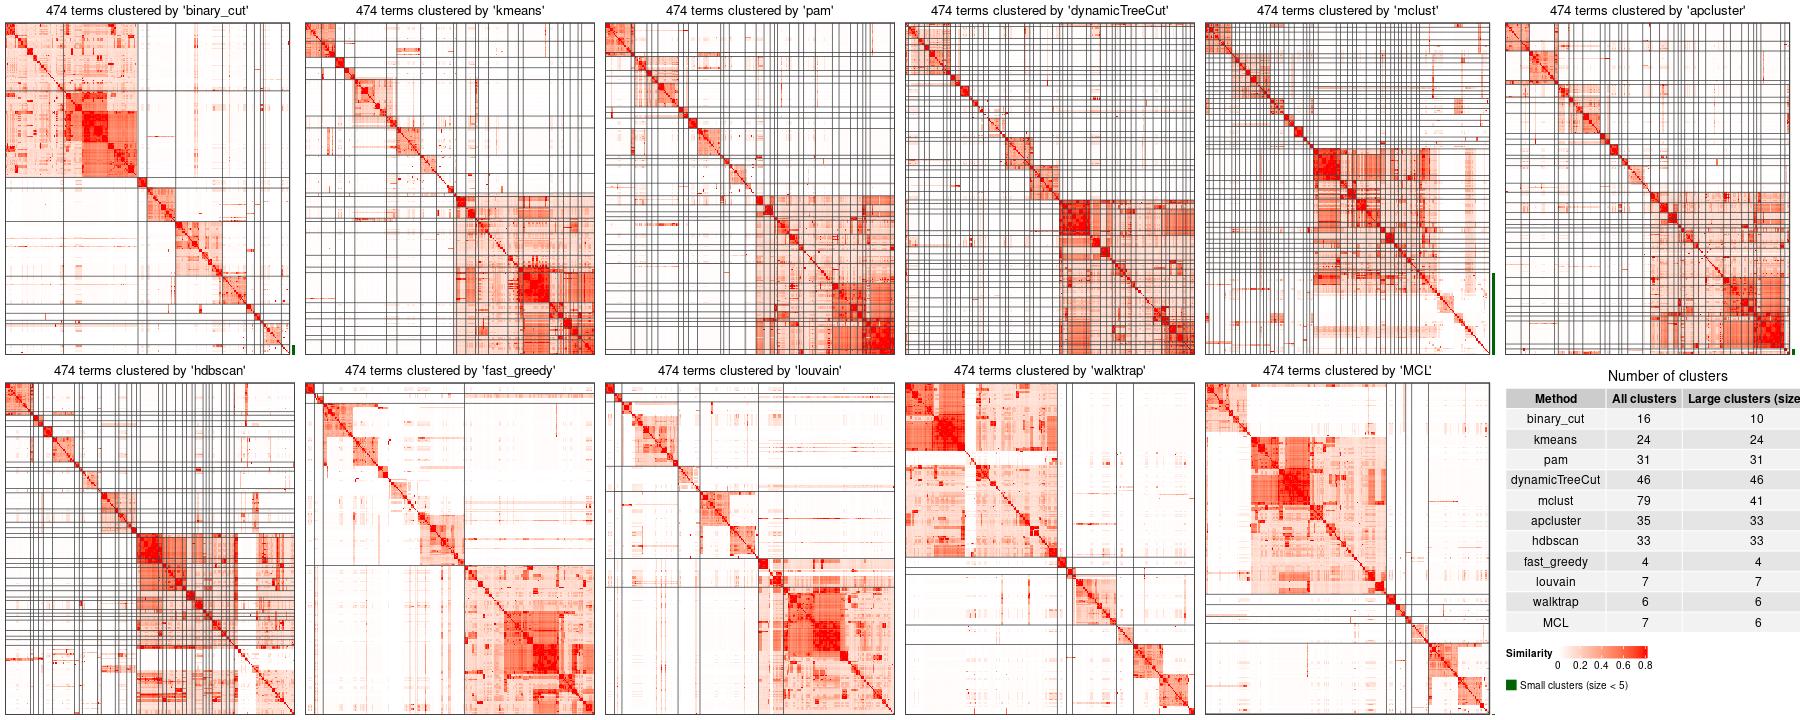 474 terms clustered by 'binary_cut'
474 terms clustered by 'kmeans'
474 terms clustered by 'pam'
474 terms clustered by 'dynamicTreeCut'
474 terms clustered by 'mclust'
474 terms clustered by 'apcluster'
474 terms clustered by 'hdbscan'
474 terms clustered by 'fast_greedy'
474 terms clustered by 'louvain'
474 terms clustered by 'walktrap'
474 terms clustered by 'MCL'
Number of clusters
Method All clusters Large clusters (size
binary_cut 16 10
kmeans 24 24
pam 31 31
dynamicTreeCut 46 46
mclust 79 41
apcluster 35 33
hdbscan 33 33
fast_greedy 4 4
louvain 7 7
walktrap 6 6
MCL 7 6
Similarity
0 0.2 0.4 0.6 0.8
Small clusters (size < 5)